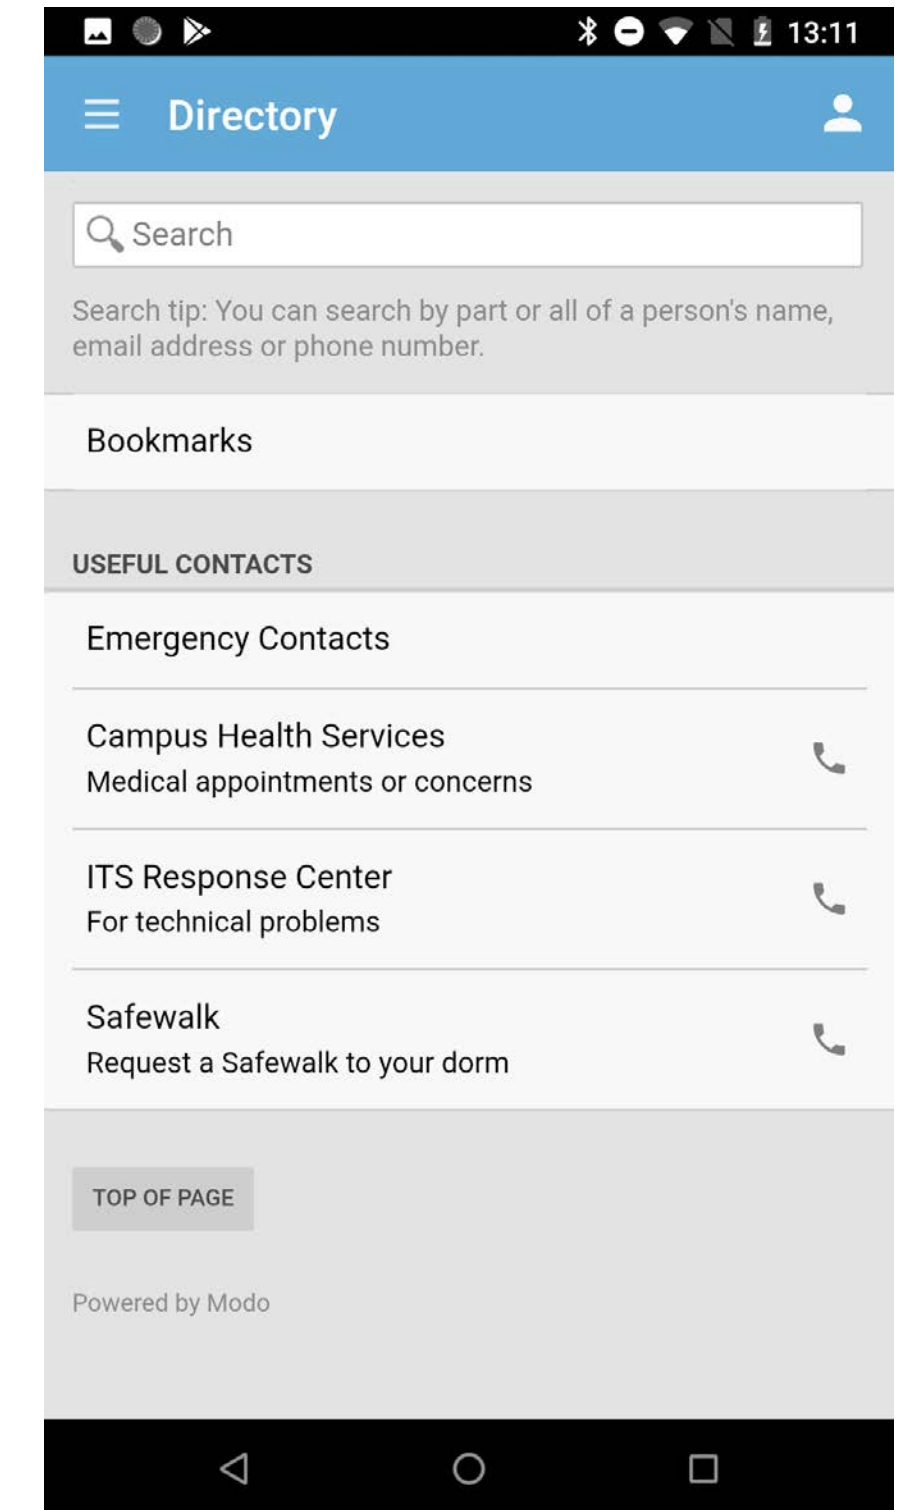 13:11
Directory
Search
Search tip: You can search by part or all of a person's name,
email address or phone number.
Bookmarks
USEFUL CONTACTS
Emergency Contacts
Campus Health Services
Medical appointments or concerns
ITS Response Center
For technical problems
Safewalk
Request a Safewalk to your dorm
TOP OF PAGE
Powered by Modo